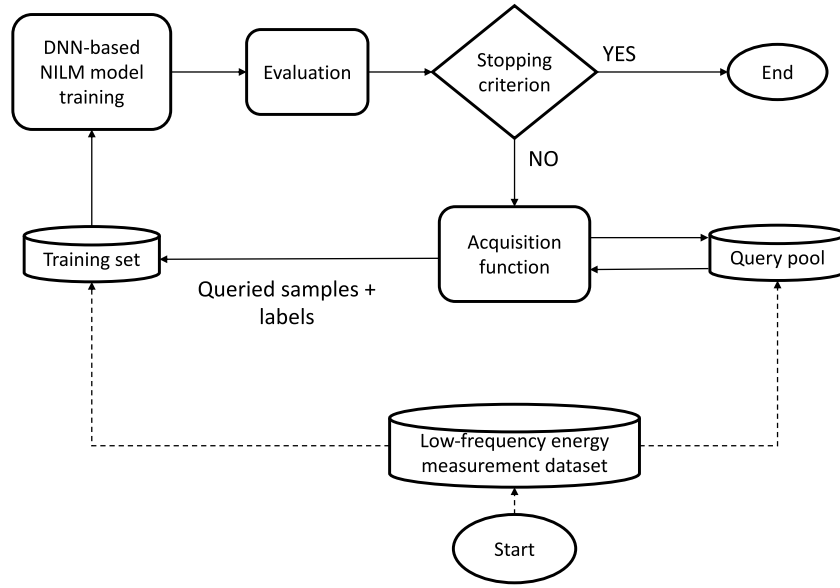 DNN-based
NILM model
training
Evaluation
Stopping
criterion
YES
End
NO
Training set
Acquisition
function
Query pool
Queried samples +
labels
Low-frequency energy
measurement dataset
Start